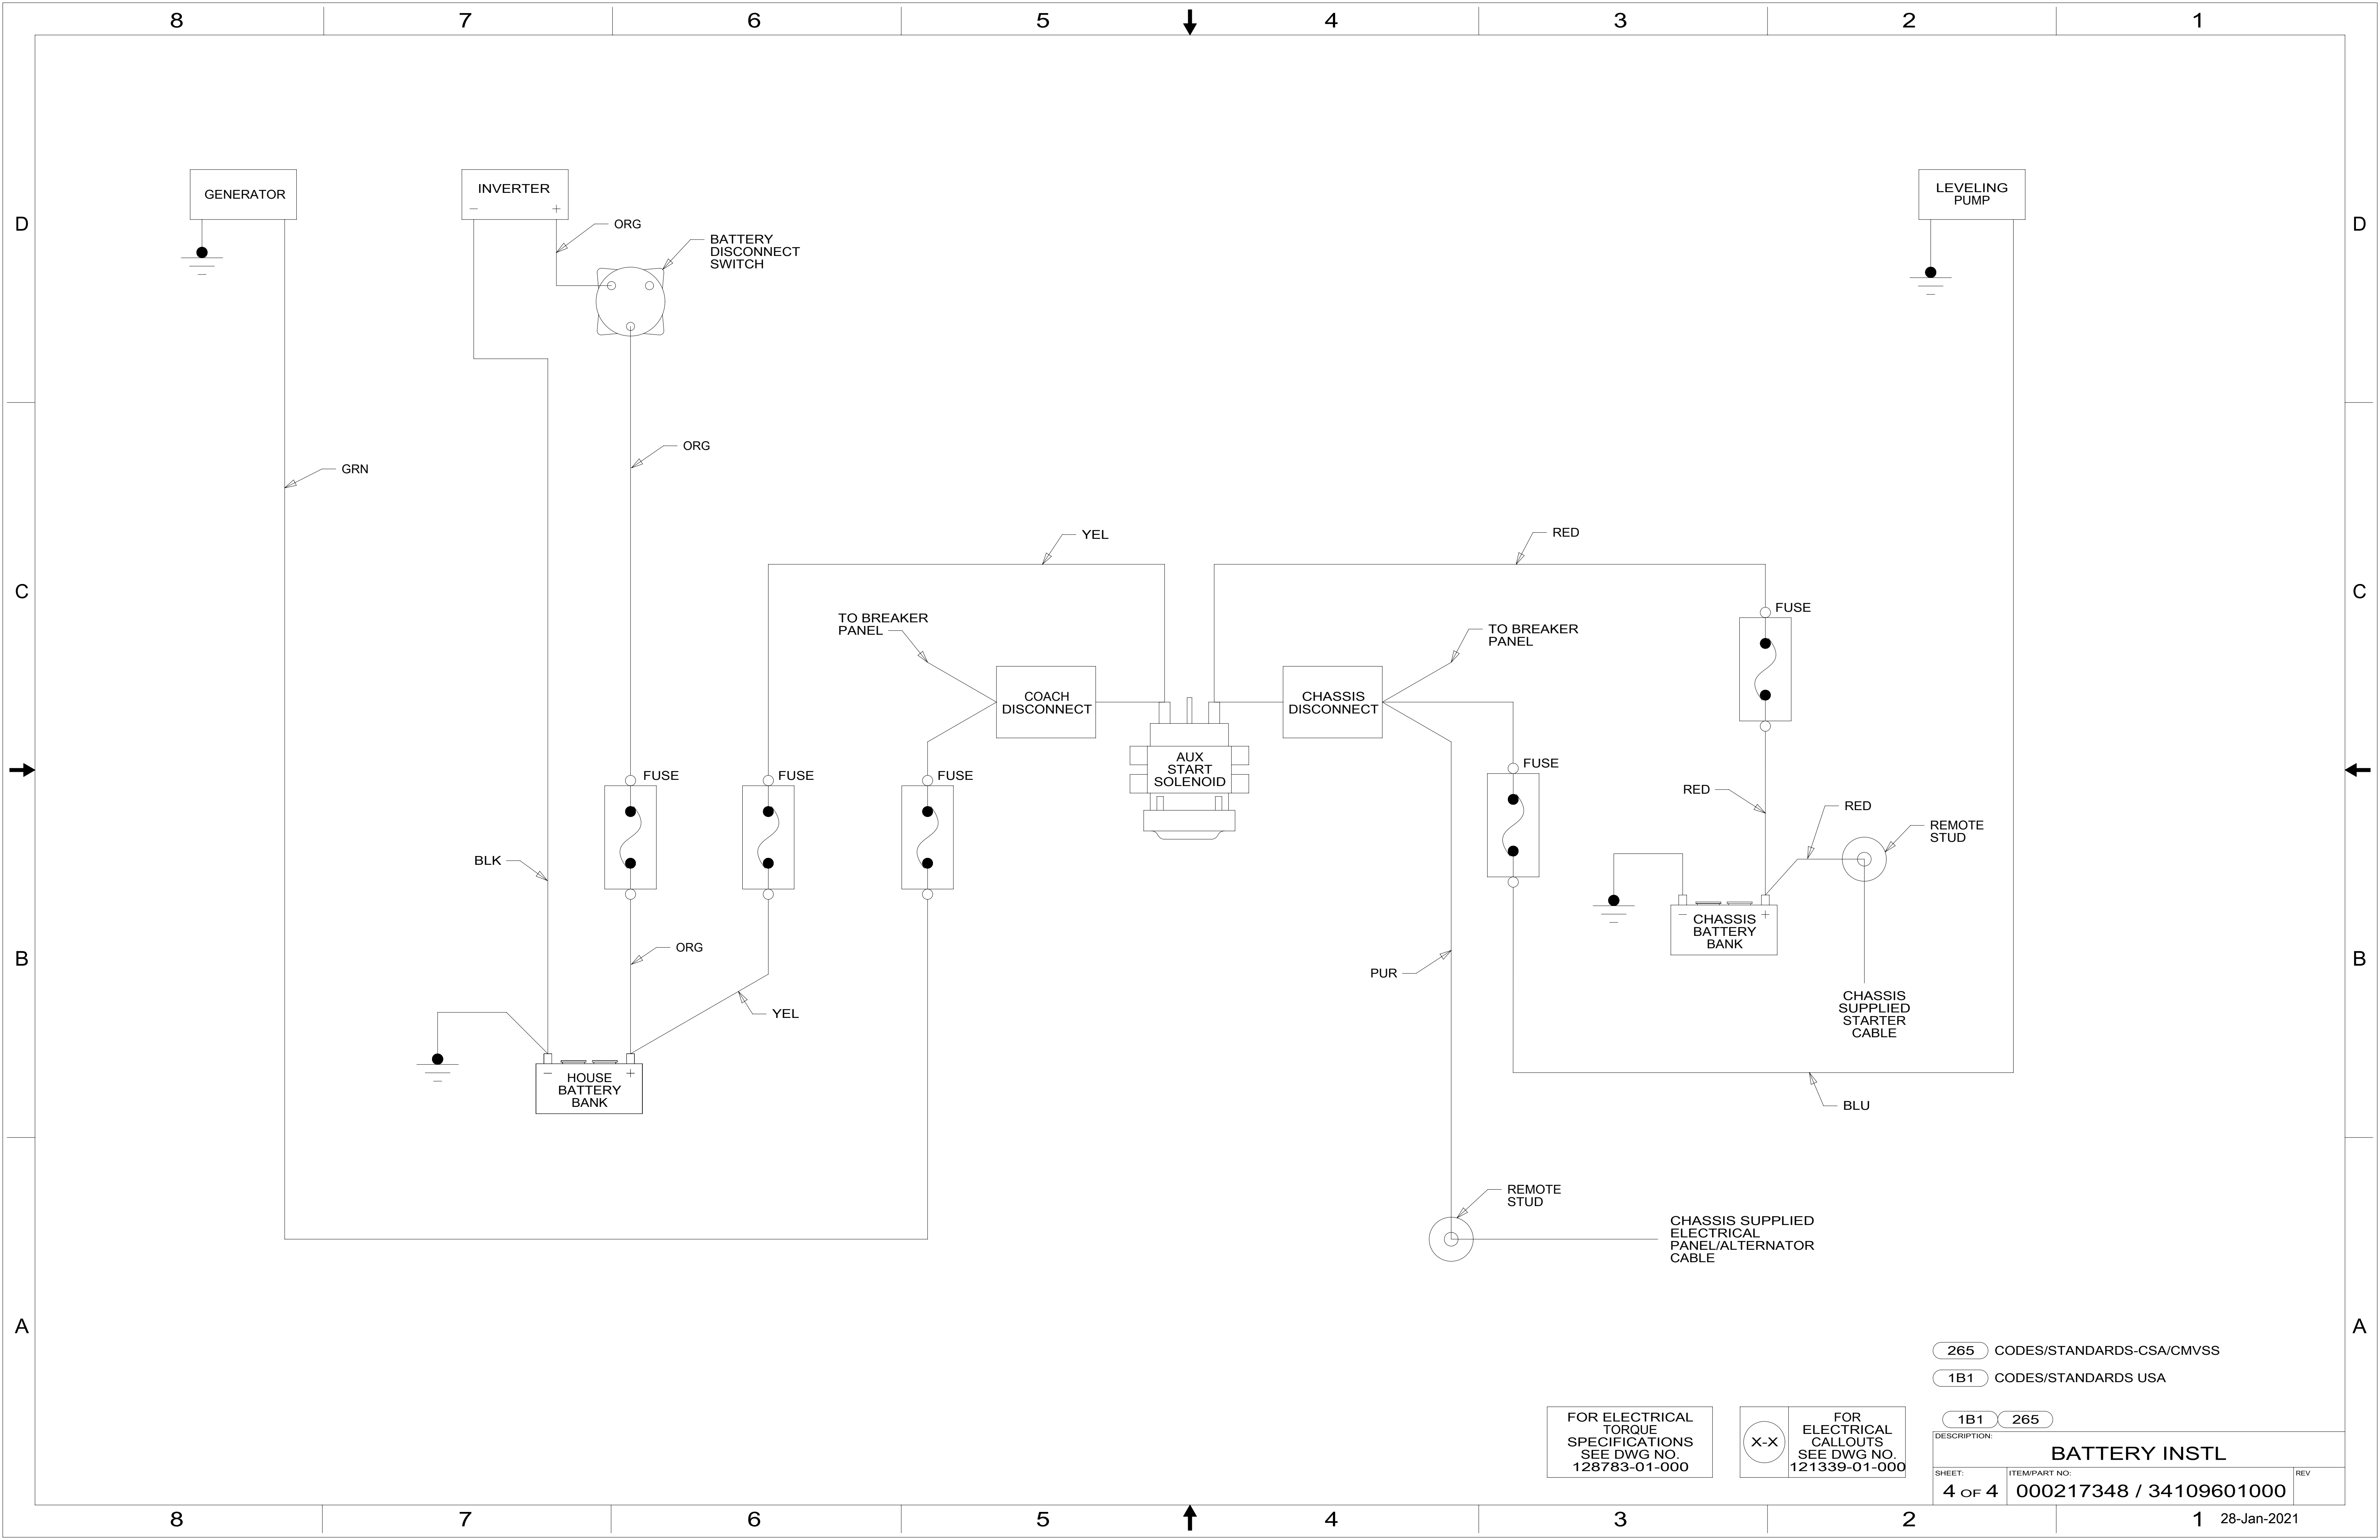 8 7 6 5 4 3 2 1
D
D
GENERATOR
INVERTER
− +
ORG
BATTERY
DISCONNECT
SWITCH
LEVELING
PUMP
ORG
GRN
YEL
RED
C
C
TO BREAKER
PANEL
COACH
DISCONNECT
CHASSIS
DISCONNECT
TO BREAKER
PANEL
FUSE
AUX
START
SOLENOID
FUSE
FUSE
FUSE
FUSE
RED
RED
REMOTE
STUD
BLK
− +
CHASSIS
BATTERY
BANK
ORG
B
B
PUR
YEL
CHASSIS
SUPPLIED
STARTER
CABLE
− +
HOUSE
BATTERY
BANK
BLU
REMOTE
STUD
CHASSIS SUPPLIED
ELECTRICAL
PANEL/ALTERNATOR
CABLE
A
A
265 CODES/STANDARDS-CSA/CMVSS
1B1 CODES/STANDARDS USA
FOR ELECTRICAL
TORQUE
SPECIFICATIONS
SEE DWG NO.
128783-01-000
X-X
FOR
ELECTRICAL
CALLOUTS
SEE DWG NO.
121339-01-000
1B1 265
DESCRIPTION:
BATTERY INSTL
SHEET:
4 OF 4
ITEM/PART NO:
000217348 / 34109601000
REV
8 7 6 5 4 3 2 1
28-Jan-2021